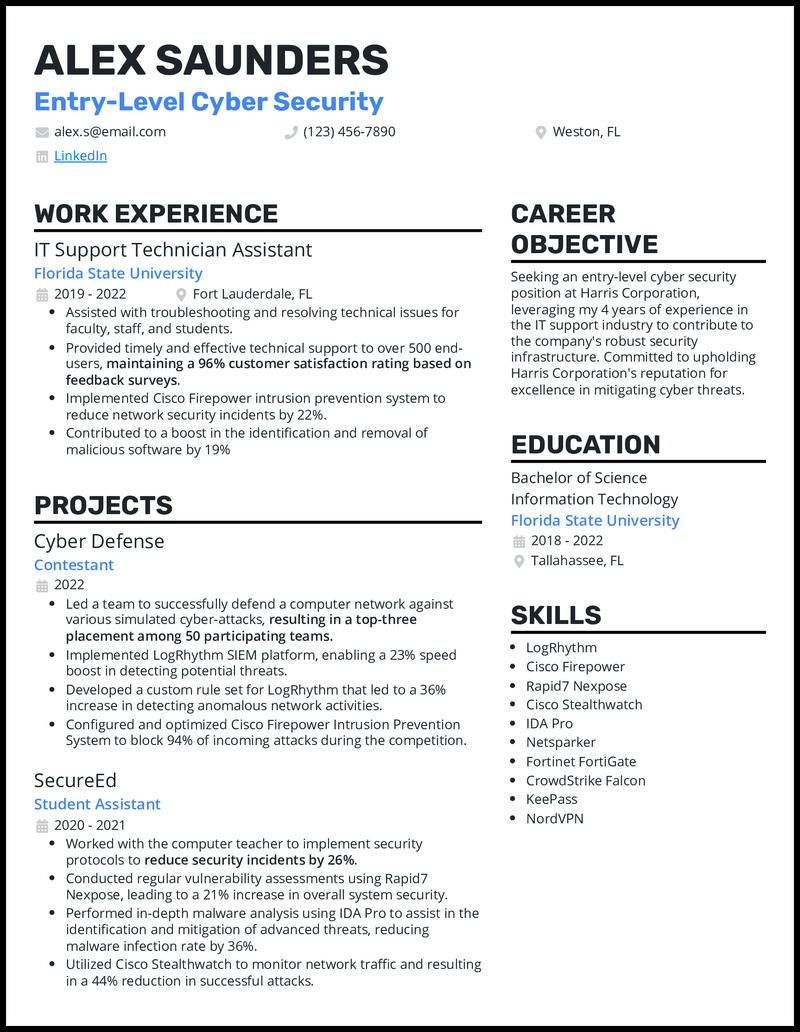 ALEX SAUNDERS
Entry-Level Cyber Security
alex.s@email.com (123) 456-7890 Weston, FL
LinkedIn
WORK EXPERIENCE
IT Support Technician Assistant
Florida State University
2019 - 2022 Fort Lauderdale, FL
• Assisted with troubleshooting and resolving technical issues for
faculty, staff, and students.
• Provided timely and effective technical support to over 500 end-
users, maintaining a 96% customer satisfaction rating based on
feedback surveys.
• Implemented Cisco Firepower intrusion prevention system to
reduce network security incidents by 22%.
• Contributed to a boost in the identification and removal of
malicious software by 19%
PROJECTS
Cyber Defense
Contestant
2022
• Led a team to successfully defend a computer network against
various simulated cyber-attacks, resulting in a top-three
placement among 50 participating teams.
• Implemented LogRhythm SIEM platform, enabling a 23% speed
boost in detecting potential threats.
• Developed a custom rule set for LogRhythm that led to a 36%
increase in detecting anomalous network activities.
• Configured and optimized Cisco Firepower Intrusion Prevention
System to block 94% of incoming attacks during the competition.
SecureEd
Student Assistant
2020 - 2021
• Worked with the computer teacher to implement security
protocols to reduce security incidents by 26%.
• Conducted regular vulnerability assessments using Rapid7
Nexpose, leading to a 21% increase in overall system security.
• Performed in-depth malware analysis using IDA Pro to assist in the
identification and mitigation of advanced threats, reducing
malware infection rate by 36%.
• Utilized Cisco Stealthwatch to monitor network traffic and resulting
in a 44% reduction in successful attacks.
CAREER
OBJECTIVE
Seeking an entry-level cyber security
position at Harris Corporation,
leveraging my 4 years of experience in
the IT support industry to contribute to
the company's robust security
infrastructure. Committed to upholding
Harris Corporation's reputation for
excellence in mitigating cyber threats.
EDUCATION
Bachelor of Science
Information Technology
Florida State University
2018 - 2022
Tallahassee, FL
SKILLS
• LogRhythm
• Cisco Firepower
• Rapid7 Nexpose
• Cisco Stealthwatch
• IDA Pro
• Netsparker
• Fortinet FortiGate
• CrowdStrike Falcon
• KeePass
• NordVPN